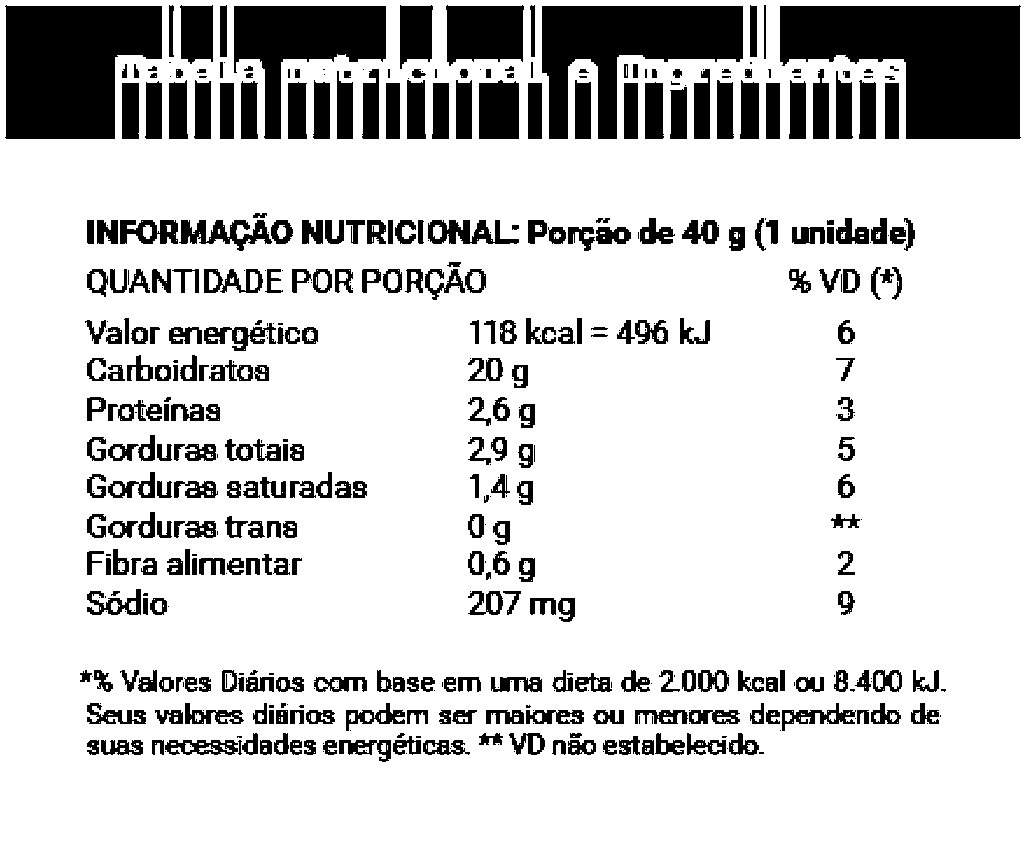 Tabela nutricional e Ingredientes
INFORMAÇÃO NUTRICIONAL: Porção de 40 g (1 unidade)
QUANTIDADE POR PORÇÃO % VD (*)
Valor energético 118 kcal = 496 kJ 6
Carboidratos 20 g 7
Proteínas 2,6 g 3
Gorduras totais 2,9 g 5
Gorduras saturadas 1,4 g 6
Gorduras trans 0 g **
Fibra alimentar 0,6 g 2
Sódio 207 mg 9
*% Valores Diários com base em uma dieta de 2.000 kcal ou 8.400 kJ.
Seus valores diários podem ser maiores ou menores dependendo de
suas necessidades energéticas. ** VD não estabelecido.